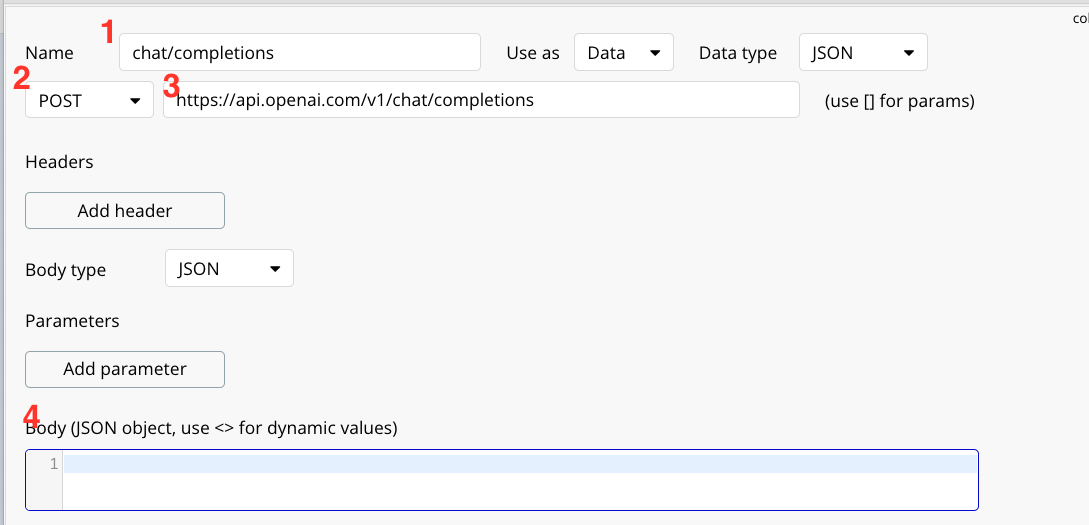 col
1
Name chat/completions Use as Data Data type JSON
2 3
POST https://api.openai.com/v1/chat/completions (use [] for params)
Headers
Add header
Body type JSON
Parameters
Add parameter
4
Body (JSON object, use <> for dynamic values)
1